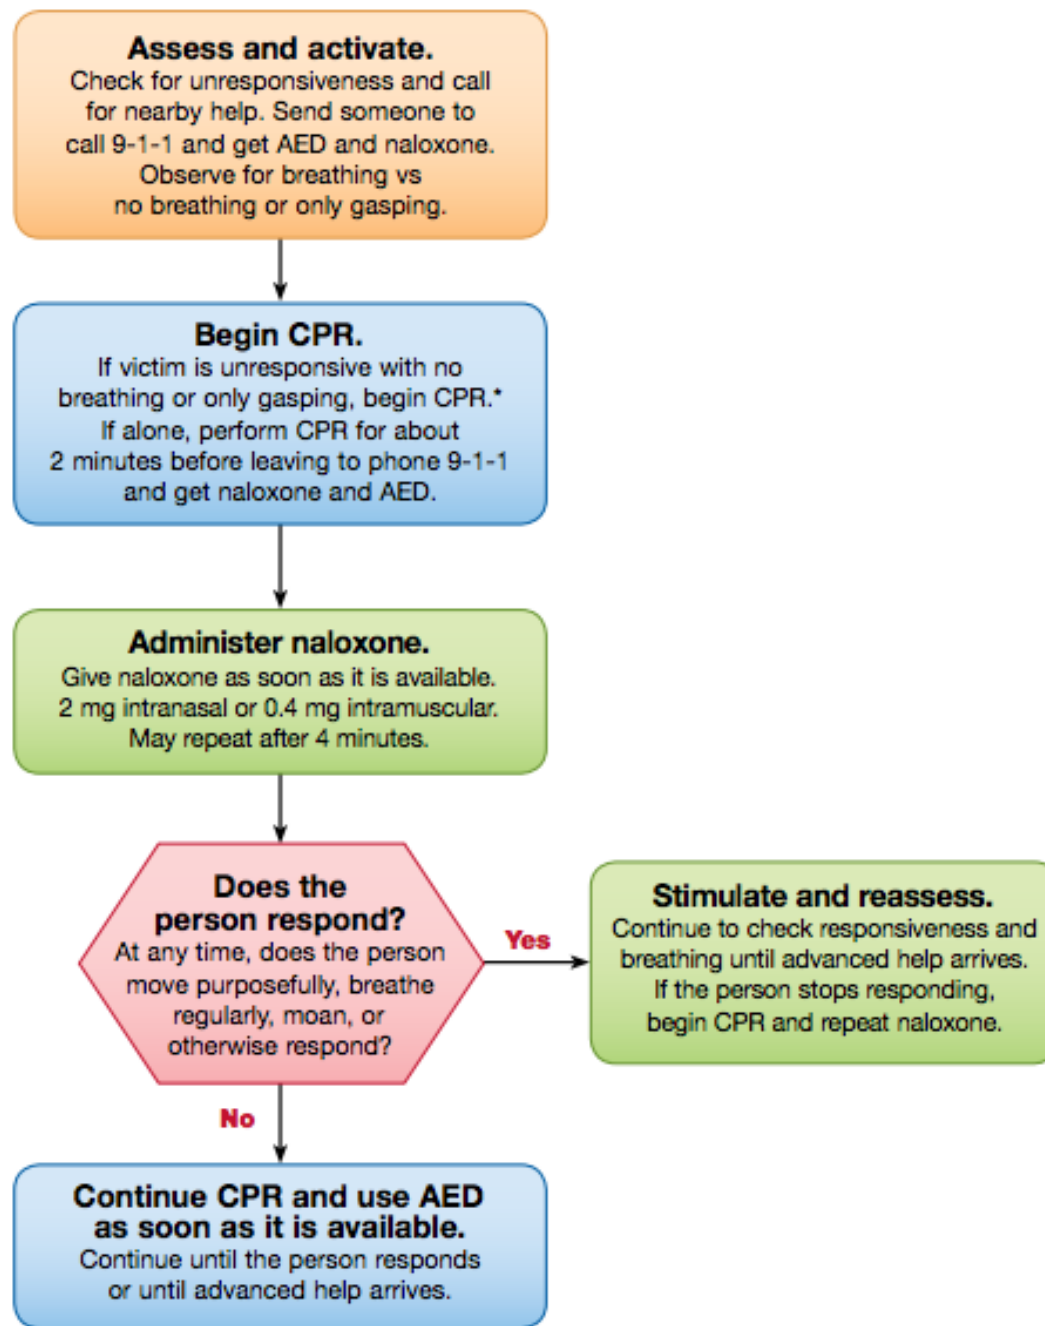 Assess and activate.
Check for unresponsiveness and call
for nearby help. Send someone to
call 9-1-1 and get AED and naloxone.
Observe for breathing vs
no breathing or only gasping.
Begin CPR.
If victim is unresponsive with no
breathing or only gasping, begin CPR.*
If alone, perform CPR for about
2 minutes before leaving to phone 9-1-1
and get naloxone and AED.
Administer naloxone.
Give naloxone as soon as it is available.
2 mg intranasal or 0.4 mg intramuscular.
May repeat after 4 minutes.
Does the
person respond?
At any time, does the person
move purposefully, breathe
regularly, moan, or
otherwise respond?
Yes
Stimulate and reassess.
Continue to check responsiveness and
breathing until advanced help arrives.
If the person stops responding,
begin CPR and repeat naloxone.
No
Continue CPR and use AED
as soon as it is available.
Continue until the person responds
or until advanced help arrives.